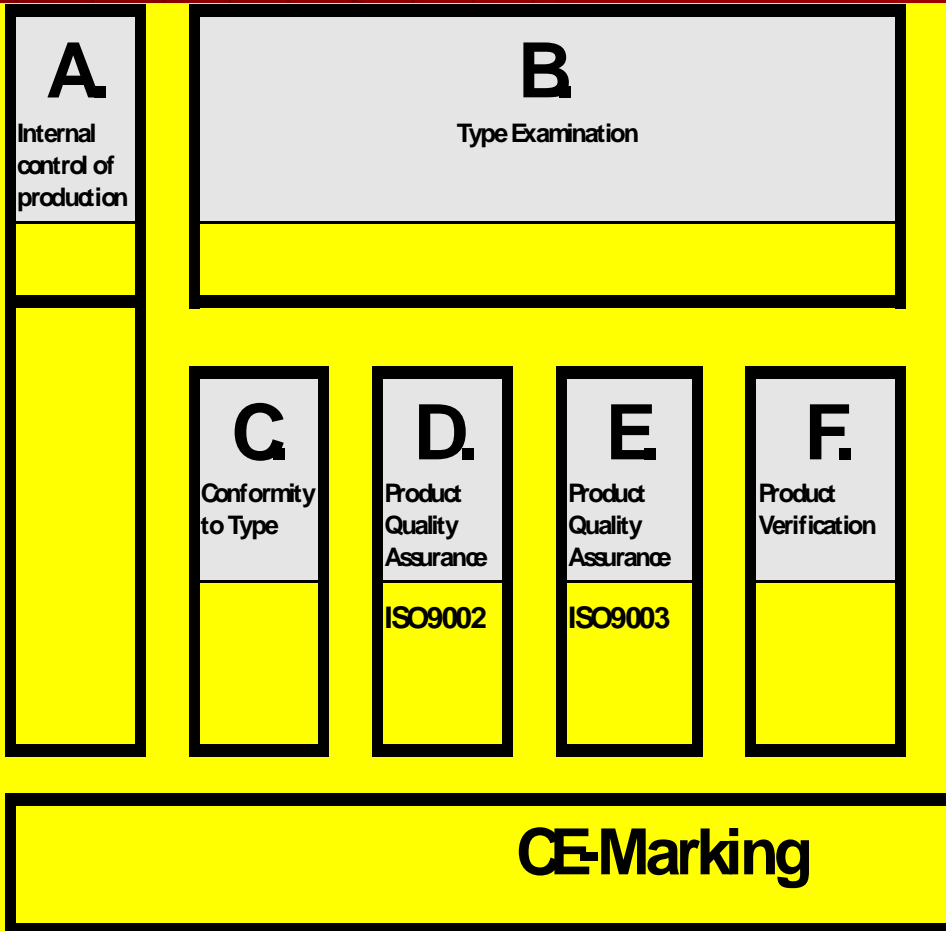 A.
Internal
control of
production
B.
Type Examination
C.
Conformity
to Type
D.
Product
Quality
Assurance
ISO9002
E.
Product
Quality
Assurance
ISO9003
F.
Product
Verification
CE-Marking